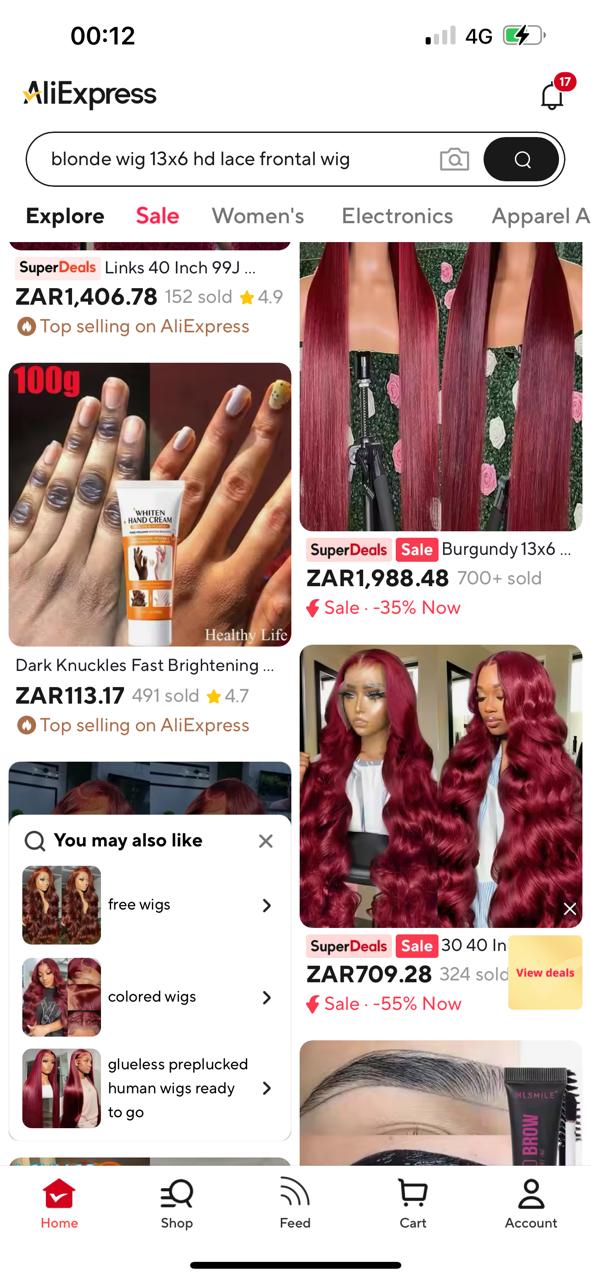 00:12
4G
AliExpress
17
blonde wig 13x6 hd lace frontal wig
Explore
Sale
Women's
Electronics
Apparel A
SuperDeals Links 40 Inch 99J ...
ZAR1,406.78 152 sold 4.9
Top selling on AliExpress
100g
WHITEN
HAND CREAM
Healthy Life
Dark Knuckles Fast Brightening ...
ZAR113.17 491 sold 4.7
Top selling on AliExpress
You may also like
free wigs
colored wigs
glueless preplucked
human wigs ready
to go
SuperDeals Sale Burgundy 13x6 ...
ZAR1,988.48 700+ sold
Sale · -35% Now
SuperDeals Sale 30 40 In
ZAR709.28 324 sold
View deals
Sale · -55% Now
BROW
Home
Shop
Feed
Cart
Account